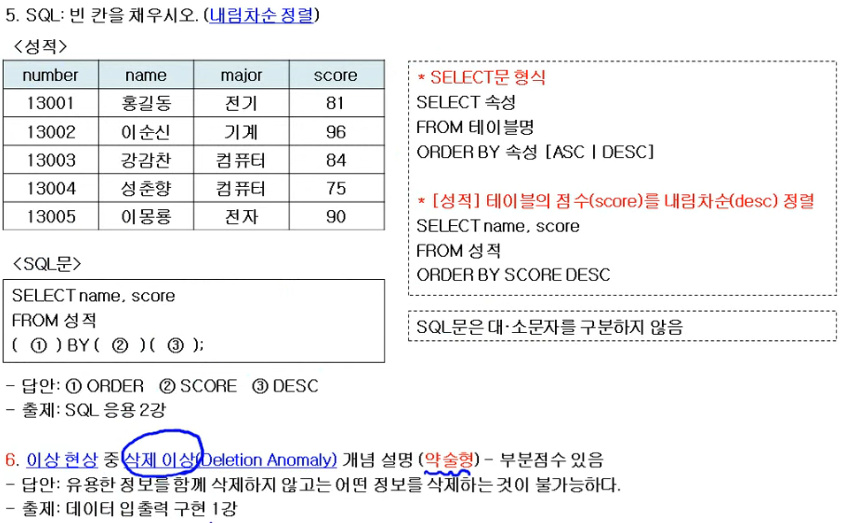 5. SQL: 빈 칸을 채우시오. (내림차순 정렬)
<성적>
number name major score
13001 홍길동 전기 81
13002 이순신 기계 96
13003 강감찬 컴퓨터 84
13004 성춘향 컴퓨터 75
13005 이몽룡 전자 90
<SQL문>
SELECT name, score
FROM 성적
( ① ) BY ( ② )( ③ );
* SELECT문 형식
SELECT 속성
FROM 테이블명
ORDER BY 속성 [ASC | DESC]
* [성적] 테이블의 점수(score)를 내림차순(desc) 정렬
SELECT name, score
FROM 성적
ORDER BY SCORE DESC
SQL문은 대·소문자를 구분하지 않음
- 답안: ① ORDER ② SCORE ③ DESC
- 출제: SQL 응용 2강
6. 이상 현상 중 삭제 이상(Deletion Anomaly) 개념 설명 (약술형) - 부분점수 있음
- 답안: 유용한 정보를 함께 삭제하지 않고는 어떤 정보를 삭제하는 것이 불가능하다.
- 출제: 데이터 입출력 구현 1강